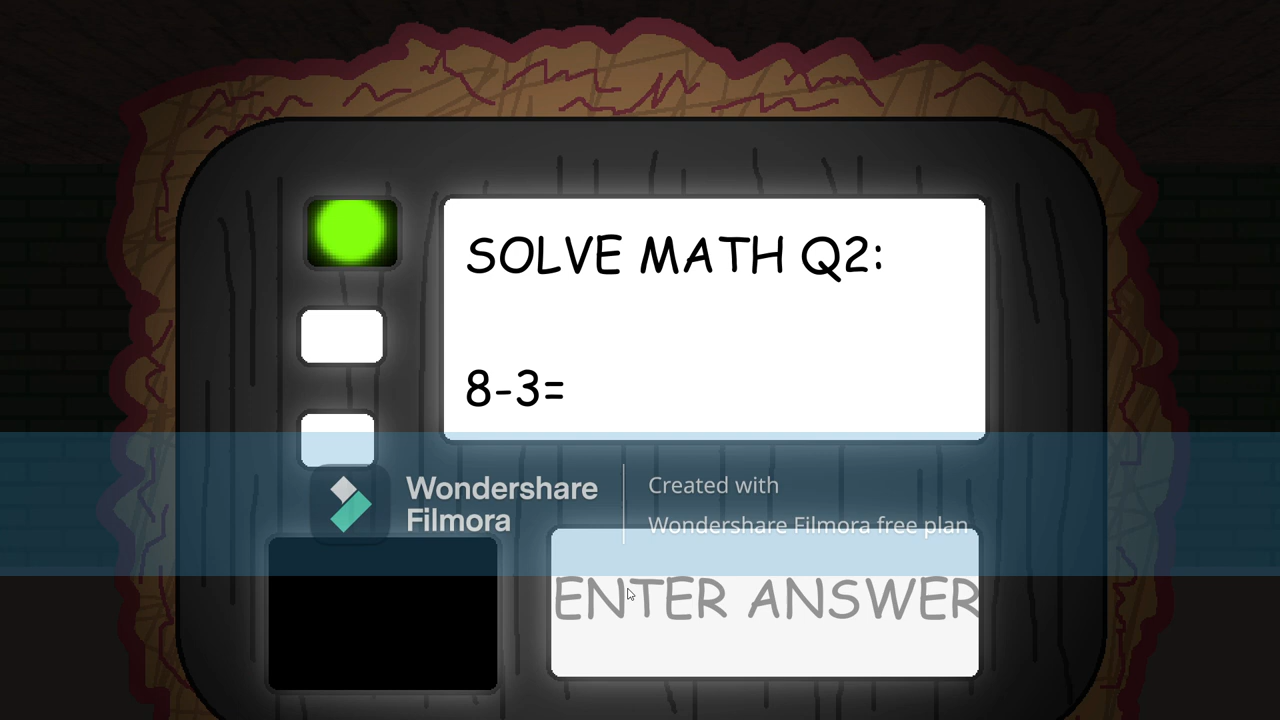 SOLVE MATH Q2:
8-3=
Wondershare
Filmora
Created with
Wondershare Filmora free plan
ENTER ANSWER